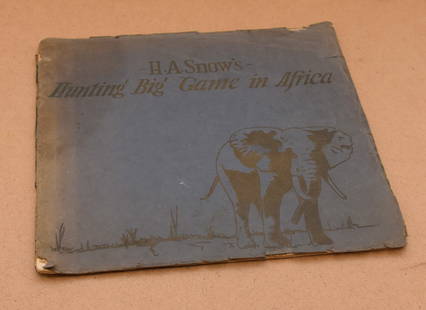 -H.A.Snow's-
Hunting Big Game in Africa